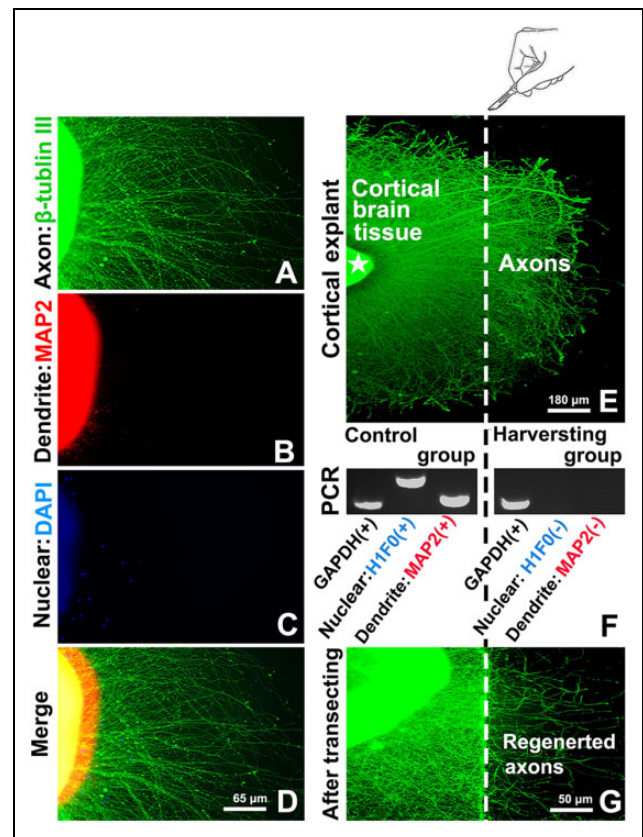 Axon: β-tublin III
A
Dendrite: MAP2
B
Nuclear: DAPI
C
Merge
65 µm
D
Cortical explant
Cortical
brain
tissue
Axons
180 µm
E
Control
group
Harversting
group
PCR
GAPDH(+)
Nuclear: H1F0(+)
Dendrite: MAP2(+)
GAPDH(+)
Nuclear: H1F0(-)
Dendrite: MAP2(-)
F
After transecting
Regenerted
axons
50 µm
G